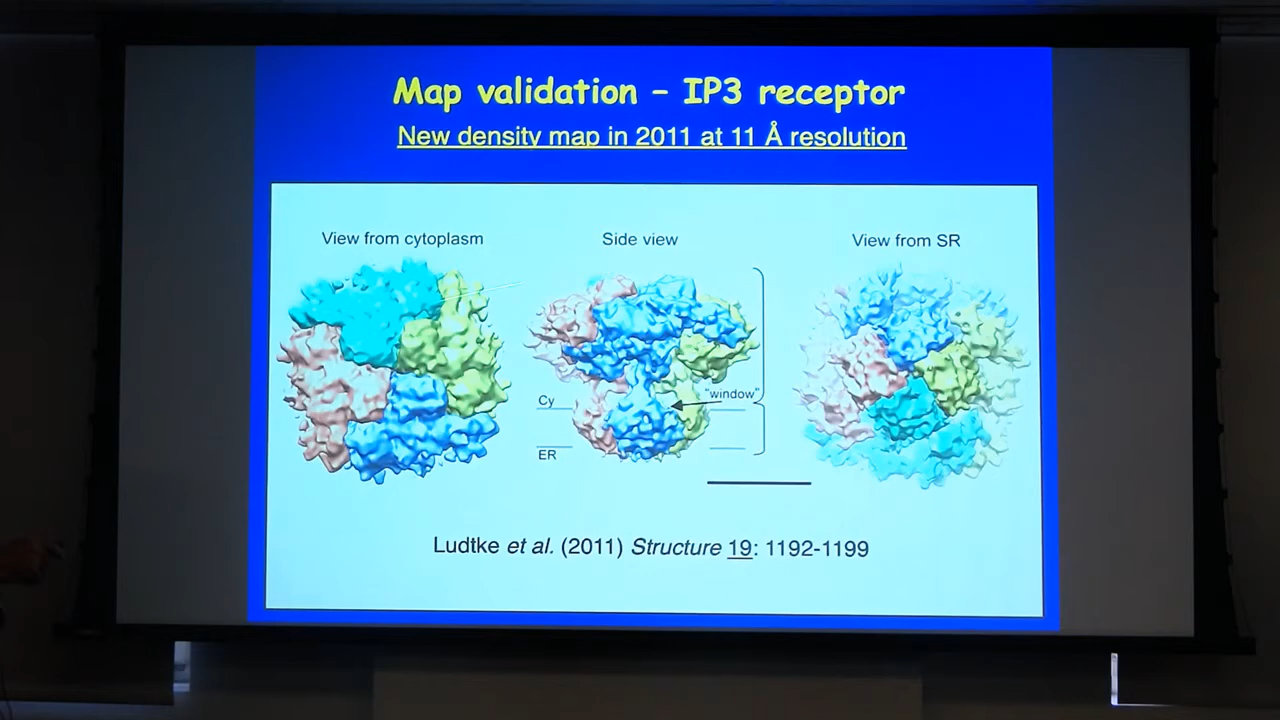 Map validation – IP3 receptor
New density map in 2011 at 11 Å resolution
View from cytoplasm
Side view
View from SR
Cy
"window"
ER
Ludtke et al. (2011) Structure 19: 1192-1199